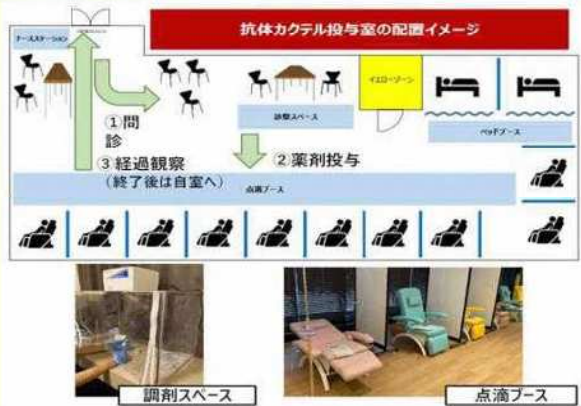 抗体カクテル投与室の配置イメージ
ナースステーション
イエローゾーン
診察スペース
ベッドブース
①問
診
②薬剤投与
③経過観察
(終了後は自室へ)
点滴ブース
調剤スペース
点滴ブース